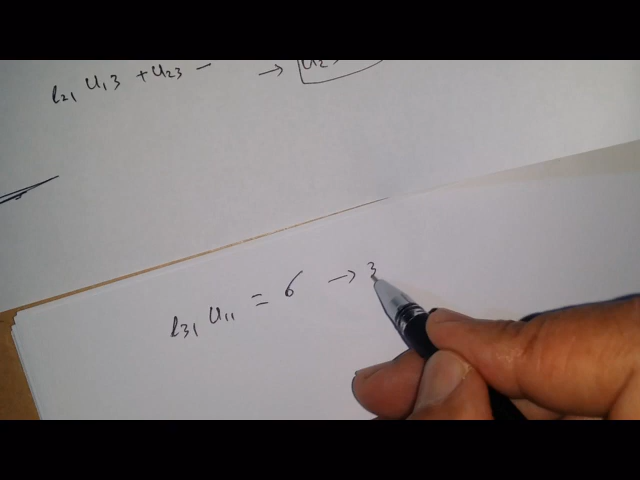 l₂₁ u₁₃ + u₂₃ − → u₂
l₃₁ u₁₁ = 6 → 3